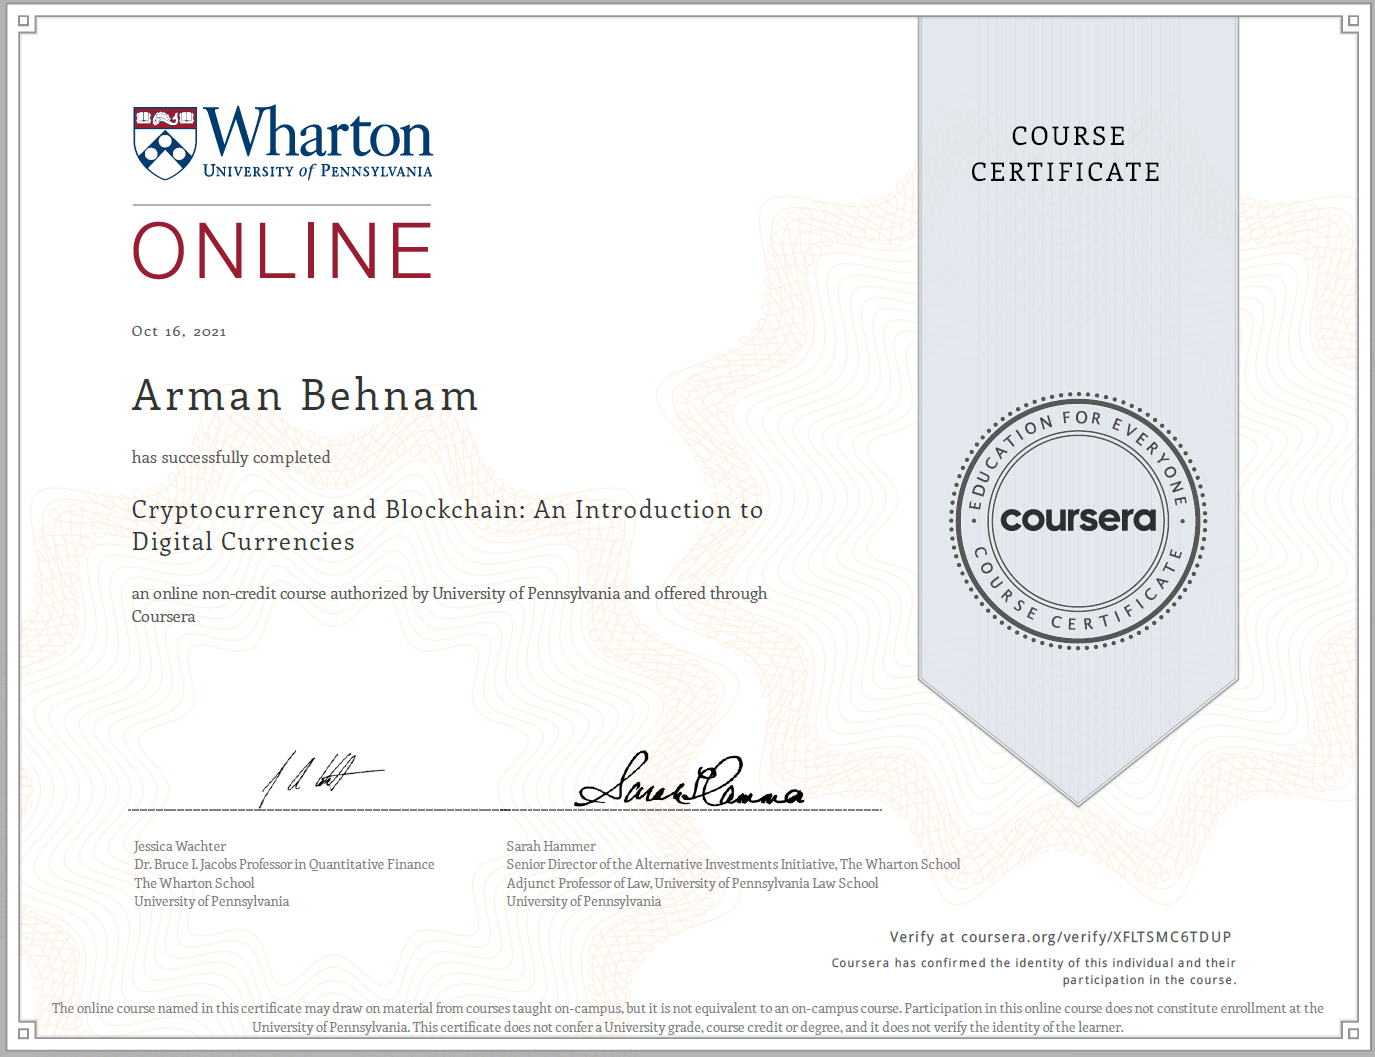 Wharton
UNIVERSITY of PENNSYLVANIA
ONLINE
Oct 16, 2021
Arman Behnam
has successfully completed
Cryptocurrency and Blockchain: An Introduction to
Digital Currencies
an online non-credit course authorized by University of Pennsylvania and offered through
Coursera
COURSE
CERTIFICATE
EDUCATION FOR EVERYONE
coursera
COURSE CERTIFICATE
Sarah Hammer
Jessica Wachter
Dr. Bruce I. Jacobs Professor in Quantitative Finance
The Wharton School
University of Pennsylvania
Sarah Hammer
Senior Director of the Alternative Investments Initiative, The Wharton School
Adjunct Professor of Law, University of Pennsylvania Law School
University of Pennsylvania
Verify at coursera.org/verify/XFLTSMC6TDUP
Coursera has confirmed the identity of this individual and their
participation in the course.
The online course named in this certificate may draw on material from courses taught on-campus, but it is not equivalent to an on-campus course. Participation in this online course does not constitute enrollment at the
University of Pennsylvania. This certificate does not confer a University grade, course credit or degree, and it does not verify the identity of the learner.